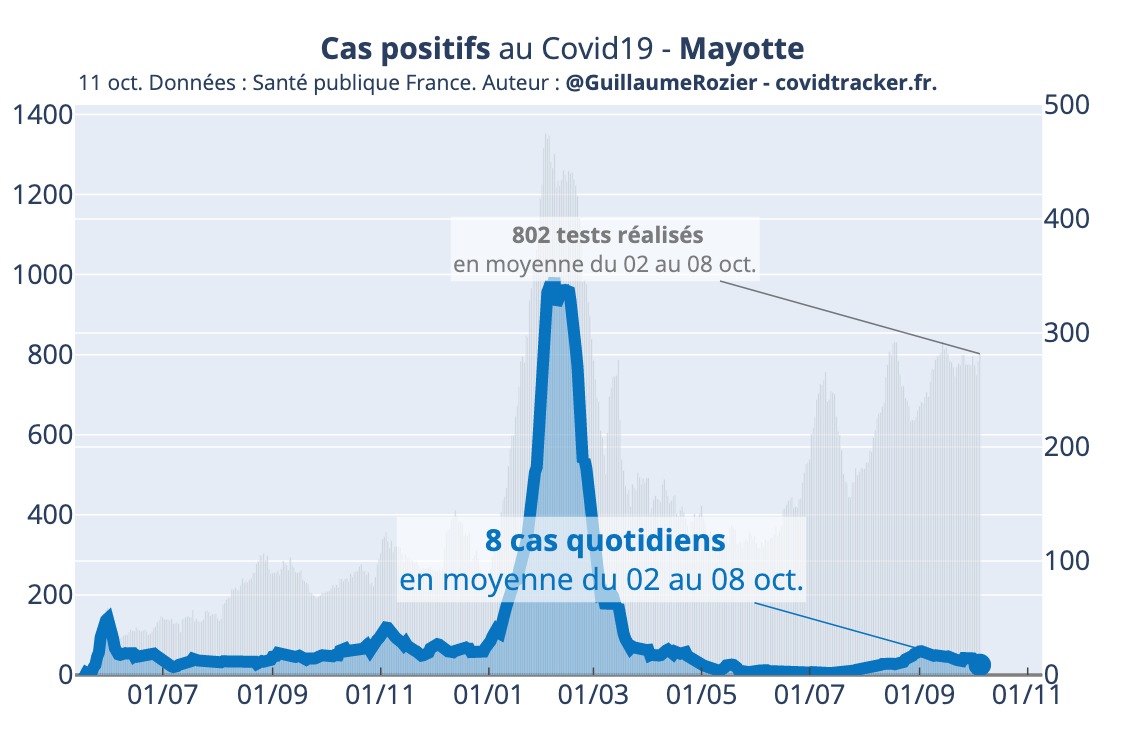 Cas positifs au Covid19 - Mayotte
11 oct. Données : Santé publique France. Auteur : @GuillaumeRozier - covidtracker.fr.
1400
1200
1000
800
600
400
200
0
500
400
300
200
100
0
802 tests réalisés
en moyenne du 02 au 08 oct.
8 cas quotidiens
en moyenne du 02 au 08 oct.
01/07 01/09 01/11 01/01 01/03 01/05 01/07 01/09 01/11